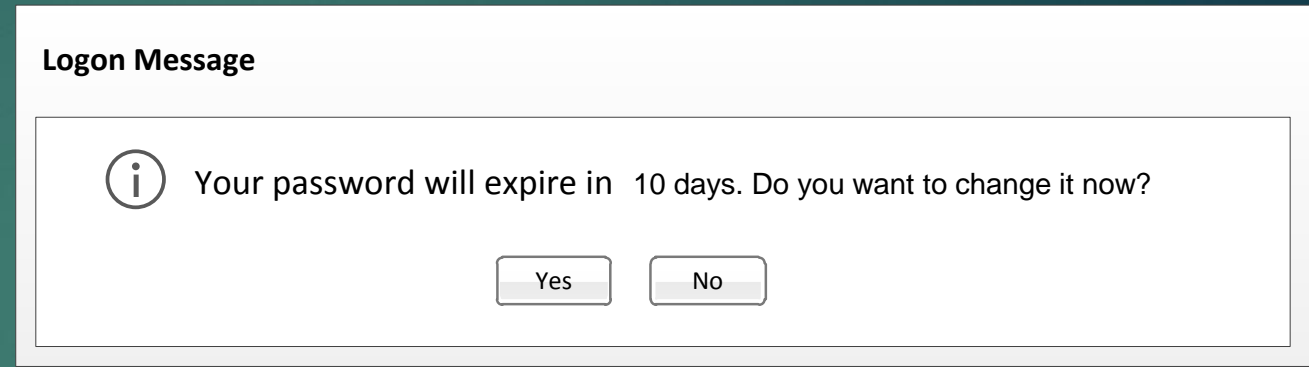 Logon Message
Your password will expire in 10 days. Do you want to change it now?
Yes No